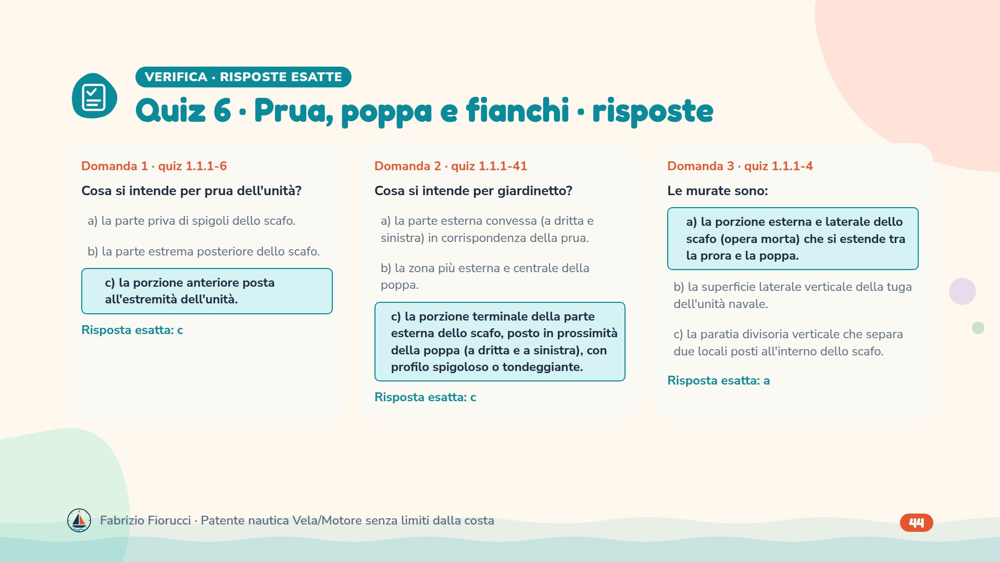 VERIFICA · RISPOSTE ESATTE
Quiz 6 · Prua, poppa e fianchi · risposte
Domanda 1 · quiz 1.1.1-6
Cosa si intende per prua dell'unità?
a) la parte priva di spigoli dello scafo.
b) la parte estrema posteriore dello scafo.
c) la porzione anteriore posta
all'estremità dell'unità.
Risposta esatta: c
Domanda 2 · quiz 1.1.1-41
Cosa si intende per giardinetto?
a) la parte esterna convessa (a dritta e
sinistra) in corrispondenza della prua.
b) la zona più esterna e centrale della
poppa.
c) la porzione terminale della parte
esterna dello scafo, posto in prossimità
della poppa (a dritta e a sinistra), con
profilo spigoloso o tondeggiante.
Risposta esatta: c
Domanda 3 · quiz 1.1.1-4
Le murate sono:
a) la porzione esterna e laterale dello
scafo (opera morta) che si estende tra
la prora e la poppa.
b) la superficie laterale verticale della tuga
dell'unità navale.
c) la paratia divisoria verticale che separa
due locali posti all'interno dello scafo.
Risposta esatta: a
Fabrizio Fiorucci · Patente nautica Vela/Motore senza limiti dalla costa
44